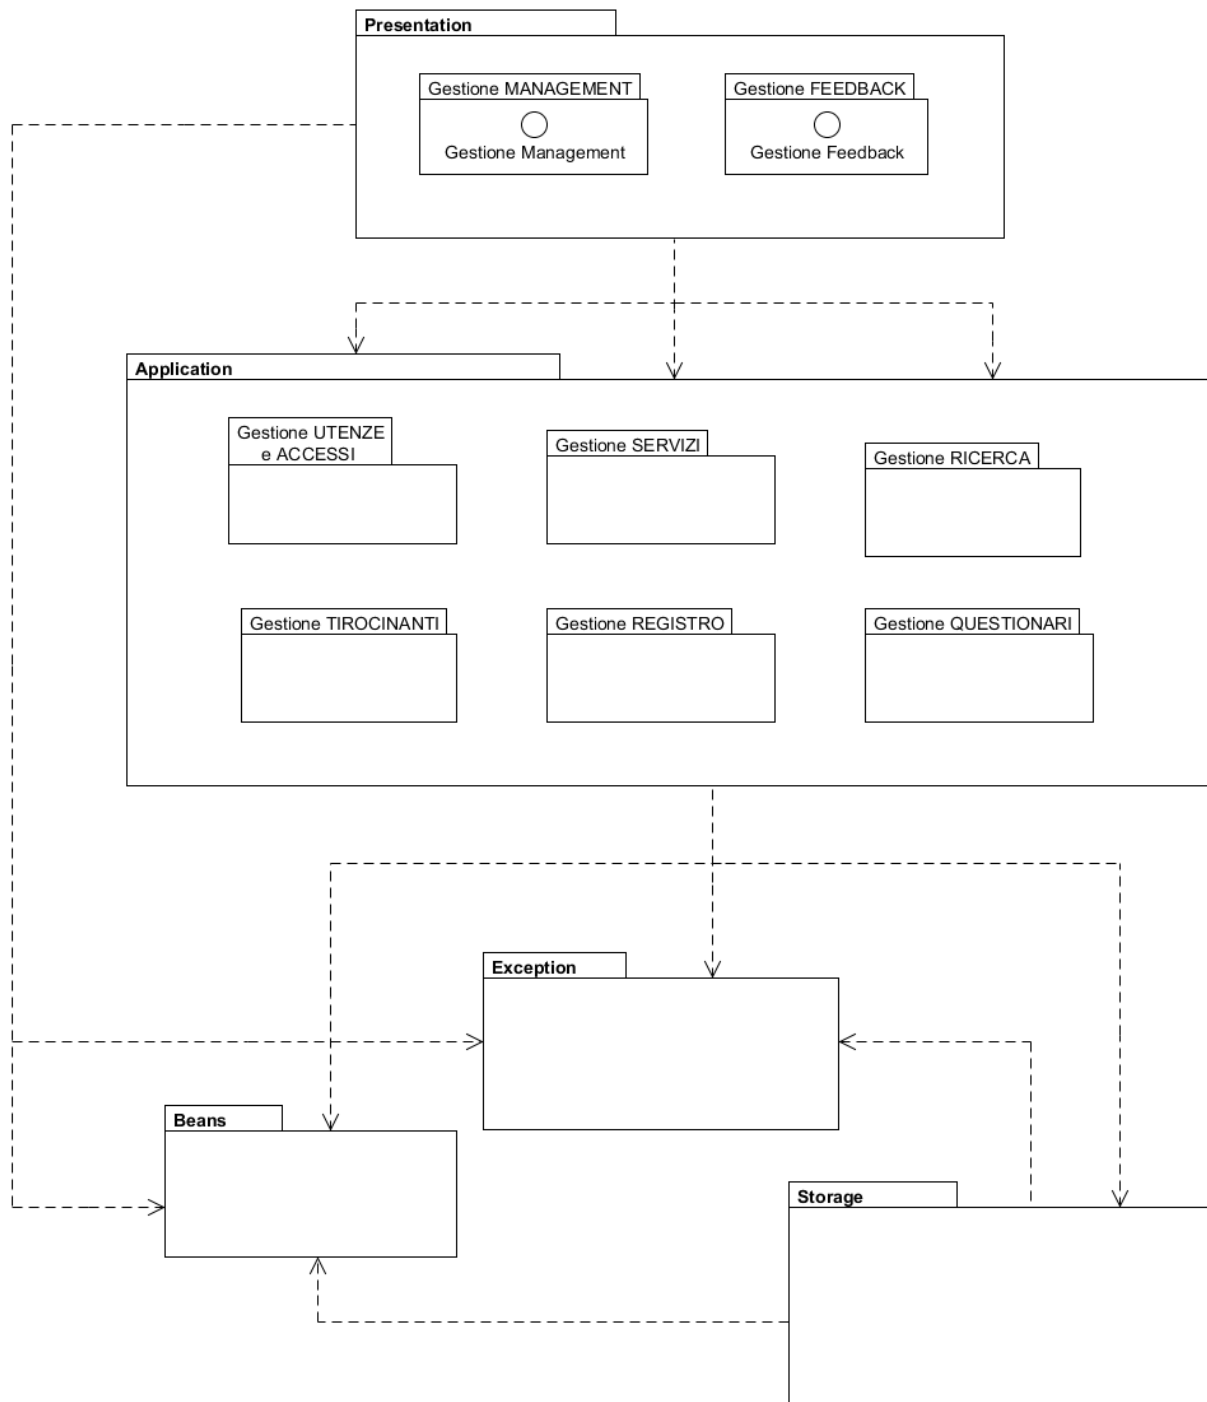 Presentation
Gestione MANAGEMENT
Gestione FEEDBACK
Gestione Management
Gestione Feedback
Application
Gestione UTENZE
e ACCESSI
Gestione SERVIZI
Gestione RICERCA
Gestione TIROCINANTI
Gestione REGISTRO
Gestione QUESTIONARI
Exception
Beans
Storage